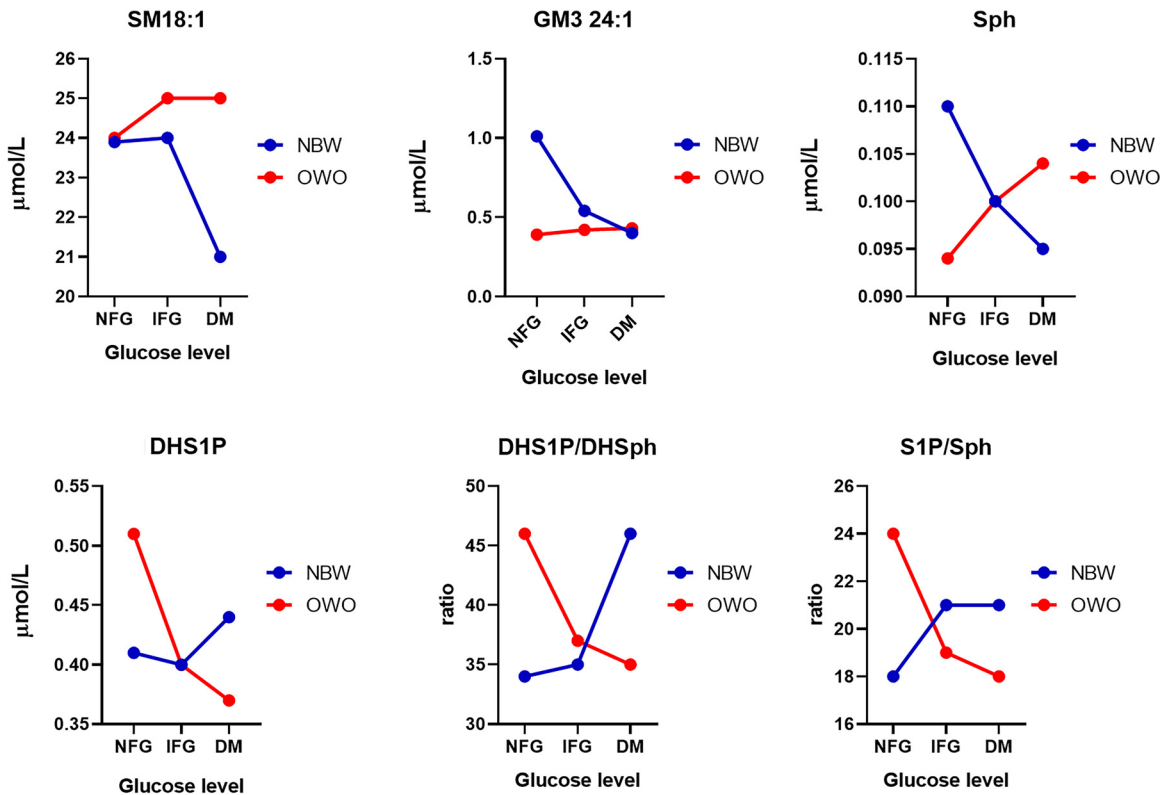 SM18:1
μmol/L
26
25
24
23
22
21
20
NFG IFG DM
Glucose level
NBW
OWO
GM3 24:1
μmol/L
1.5
1.0
0.5
0.0
NFG IFG DM
Glucose level
NBW
OWO
Sph
μmol/L
0.110
0.115
0.105
0.100
0.095
0.090
NFG IFG DM
Glucose level
NBW
OWO
DHS1P
μmol/L
0.55
0.50
0.45
0.40
0.35
NFG IFG DM
Glucose level
NBW
OWO
DHS1P/DHSph
ratio
50
45
40
35
30
NFG IFG DM
Glucose level
NBW
OWO
S1P/Sph
ratio
26
24
22
20
18
16
NFG IFG DM
Glucose level
NBW
OWO